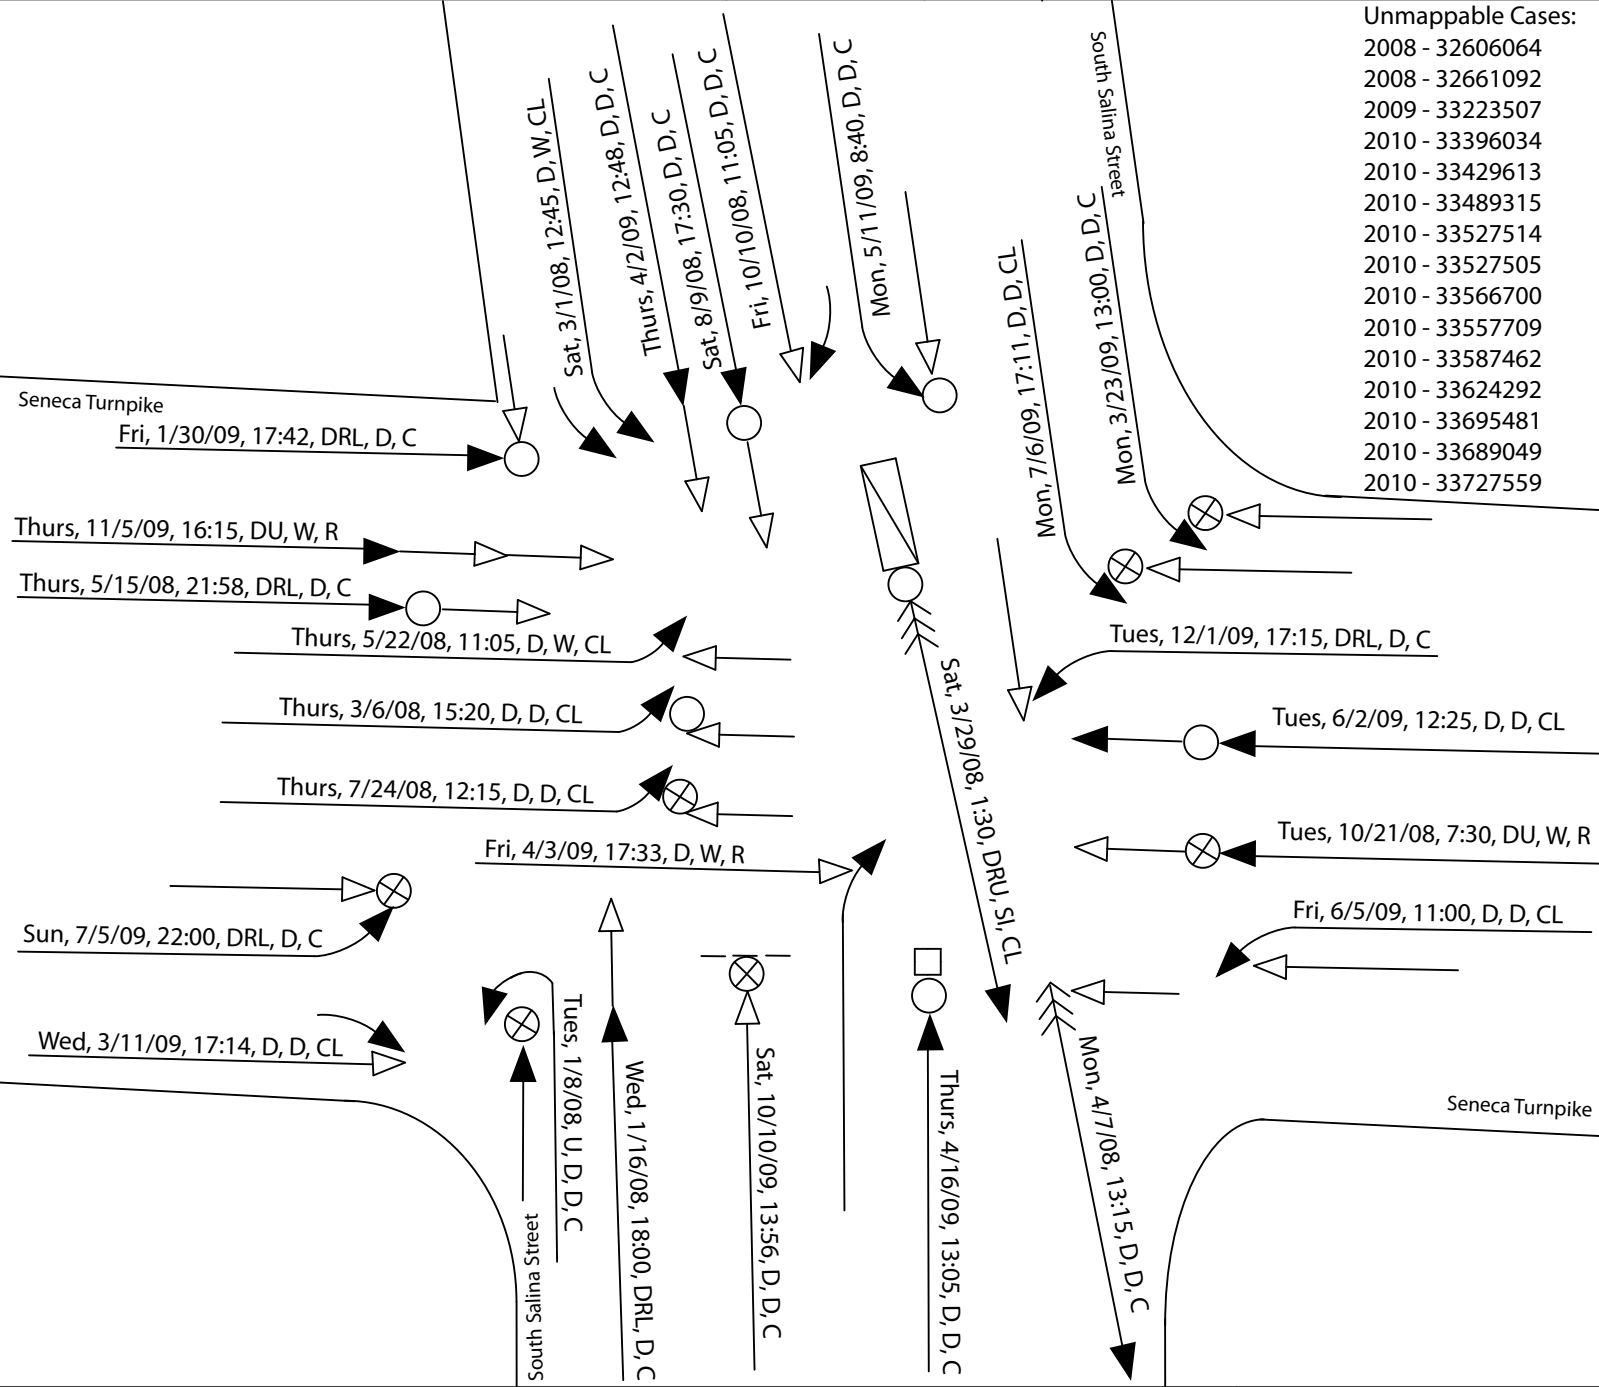 Unmappable Cases:
2008 - 32606064
2008 - 32661092
2009 - 33223507
2010 - 33396034
2010 - 33429613
2010 - 33489315
2010 - 33527514
2010 - 33527505
2010 - 33566700
2010 - 33557709
2010 - 33587462
2010 - 33624292
2010 - 33695481
2010 - 33689049
2010 - 33727559
South Salina Street
Sat, 3/1/08, 12:45, D, W, CL
Thurs, 4/2/09, 12:48, D, D, C
Sat, 8/9/08, 17:30, D, D, C
Fri, 10/10/08, 11:05, D, D, C
Mon, 5/11/09, 8:40, D, D, C
Mon, 7/6/09, 17:11, D, D, CL
Mon, 3/23/09, 13:00, D, D, C
Seneca Turnpike
Fri, 1/30/09, 17:42, DRL, D, C
Thurs, 11/5/09, 16:15, DU, W, R
Thurs, 5/15/08, 21:58, DRL, D, C
Thurs, 5/22/08, 11:05, D, W, CL
Thurs, 3/6/08, 15:20, D, D, CL
Thurs, 7/24/08, 12:15, D, D, CL
Fri, 4/3/09, 17:33, D, W, R
Sun, 7/5/09, 22:00, DRL, D, C
Wed, 3/11/09, 17:14, D, D, CL
Sat, 3/29/08, 1:30, DRU, SI, CL
Tues, 12/1/09, 17:15, DRL, D, C
Tues, 6/2/09, 12:25, D, D, CL
Tues, 10/21/08, 7:30, DU, W, R
Fri, 6/5/09, 11:00, D, D, CL
Tues, 1/8/08, U, D, D, C
Wed, 1/16/08, 18:00, DRL, D, C
Sat, 10/10/09, 13:56, D, D, C
Thurs, 4/16/09, 13:05, D, D, C
Mon, 4/7/08, 13:15, D, D, C
Seneca Turnpike
South Salina Street